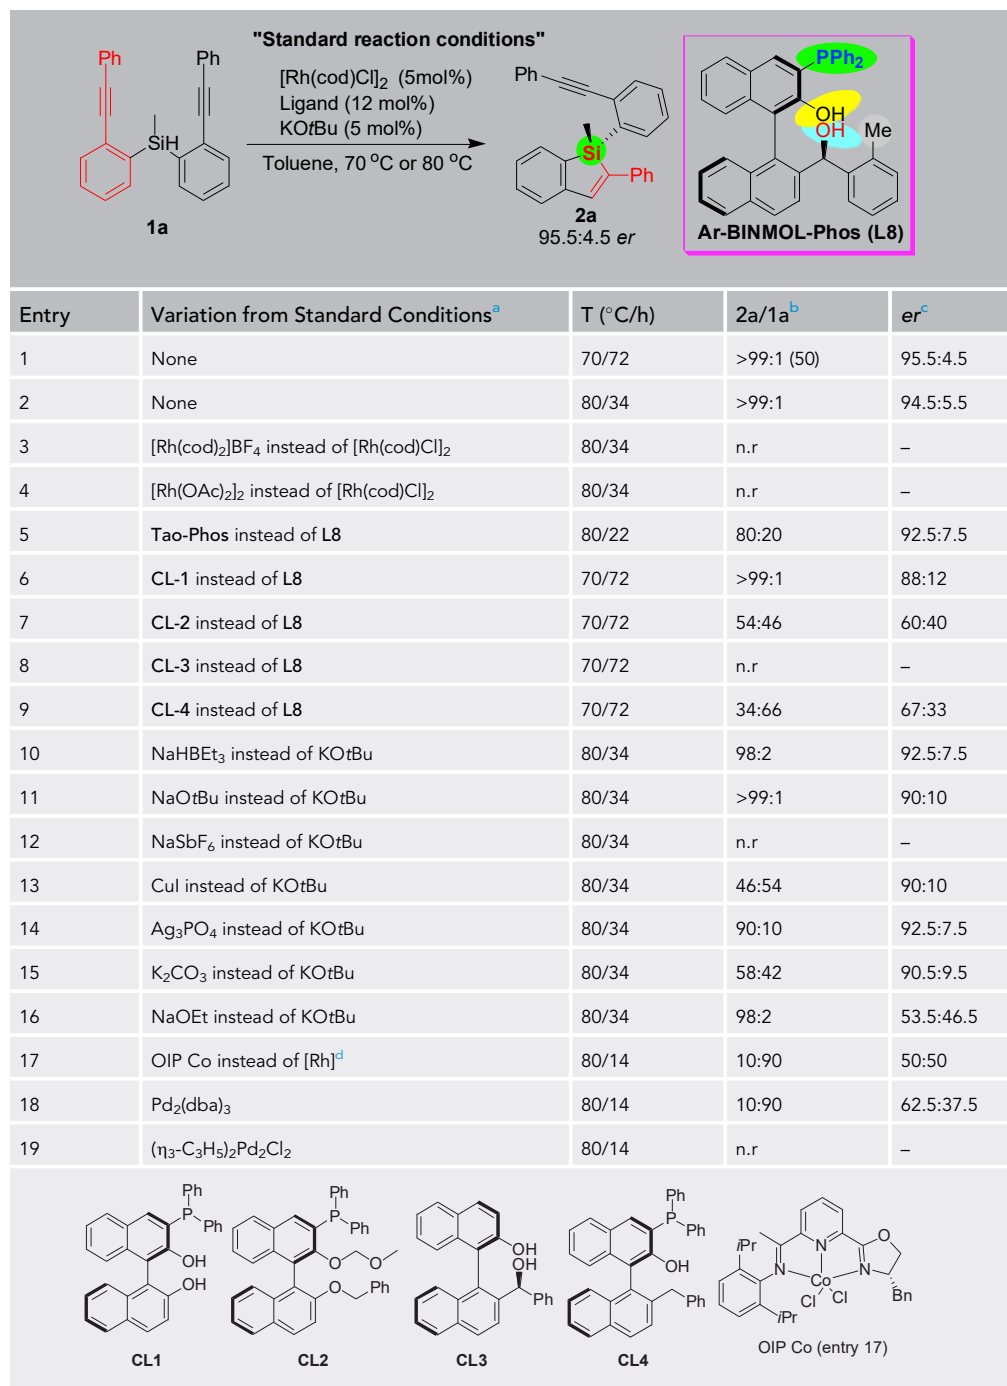 "Standard reaction conditions"
[Rh(cod)Cl]2 (5mol%)
Ligand (12 mol%)
KOtBu (5 mol%)
Toluene, 70 °C or 80 °C
Ph
Ph
SiH
1a
Ph
Si
Ph
2a
95.5:4.5 er
PPh2
OH
OH
Me
Ar-BINMOL-Phos (L8)
Entry Variation from Standard Conditionsa T (°C/h) 2a/1ab erc
1 None 70/72 >99:1 (50) 95.5:4.5
2 None 80/34 >99:1 94.5:5.5
3 [Rh(cod)2]BF4 instead of [Rh(cod)Cl]2 80/34 n.r –
4 [Rh(OAc)2]2 instead of [Rh(cod)Cl]2 80/34 n.r –
5 Tao-Phos instead of L8 80/22 80:20 92.5:7.5
6 CL-1 instead of L8 70/72 >99:1 88:12
7 CL-2 instead of L8 70/72 54:46 60:40
8 CL-3 instead of L8 70/72 n.r –
9 CL-4 instead of L8 70/72 34:66 67:33
10 NaHBEt3 instead of KOtBu 80/34 98:2 92.5:7.5
11 NaOtBu instead of KOtBu 80/34 >99:1 90:10
12 NaSbF6 instead of KOtBu 80/34 n.r –
13 CuI instead of KOtBu 80/34 46:54 90:10
14 Ag3PO4 instead of KOtBu 80/34 90:10 92.5:7.5
15 K2CO3 instead of KOtBu 80/34 58:42 90.5:9.5
16 NaOEt instead of KOtBu 80/34 98:2 53.5:46.5
17 OIP Co instead of [Rh]d 80/14 10:90 50:50
18 Pd2(dba)3 80/14 10:90 62.5:37.5
19 (η3-C3H5)2Pd2Cl2 80/14 n.r –
Ph
P
Ph
OH
OH
CL1
Ph
P
Ph
O O
O Ph
CL2
OH
OH
Ph
CL3
Ph
P
Ph
OH
Ph
CL4
iPr
N
N
O
N
Co
Cl Cl
Bn
iPr
OIP Co (entry 17)